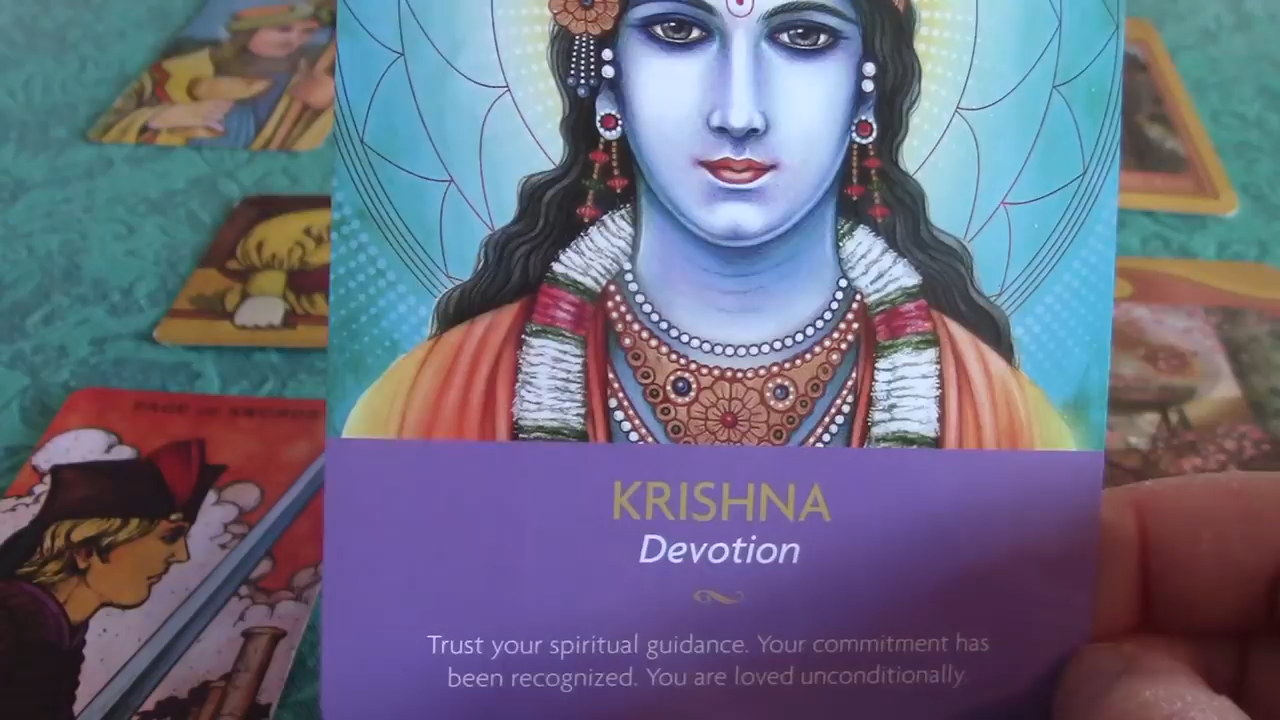 KRISHNA
Devotion
Trust your spiritual guidance. Your commitment has
been recognized. You are loved unconditionally.
PAGE OF SWORDS